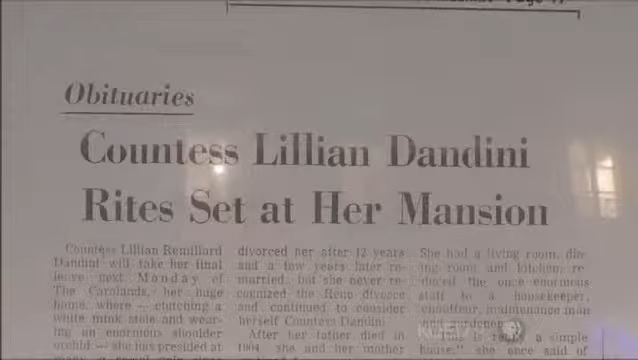 Obituaries
Countess Lillian Dandini
Rites Set at Her Mansion
Countess Lillian Remillard
Dandini will take her final
leave next Monday of
The Carolands, her huge
home, where — clutching a
white mink stole and wear-
ing an enormous shoulder
orchid — she has presided at
divorced her after 12 years
and a few years later re-
married, but she never re-
cognized the Reno divorce
and continued to consider
herself Countess Dandini.
After her father died in
1904, she and her mother
She had a living room, din-
ing room and kitchen, re-
duced the once enormous
staff to a housekeeper,
chauffeur, maintenance man
"This is really a simple
house," she once said of
KQED PBS